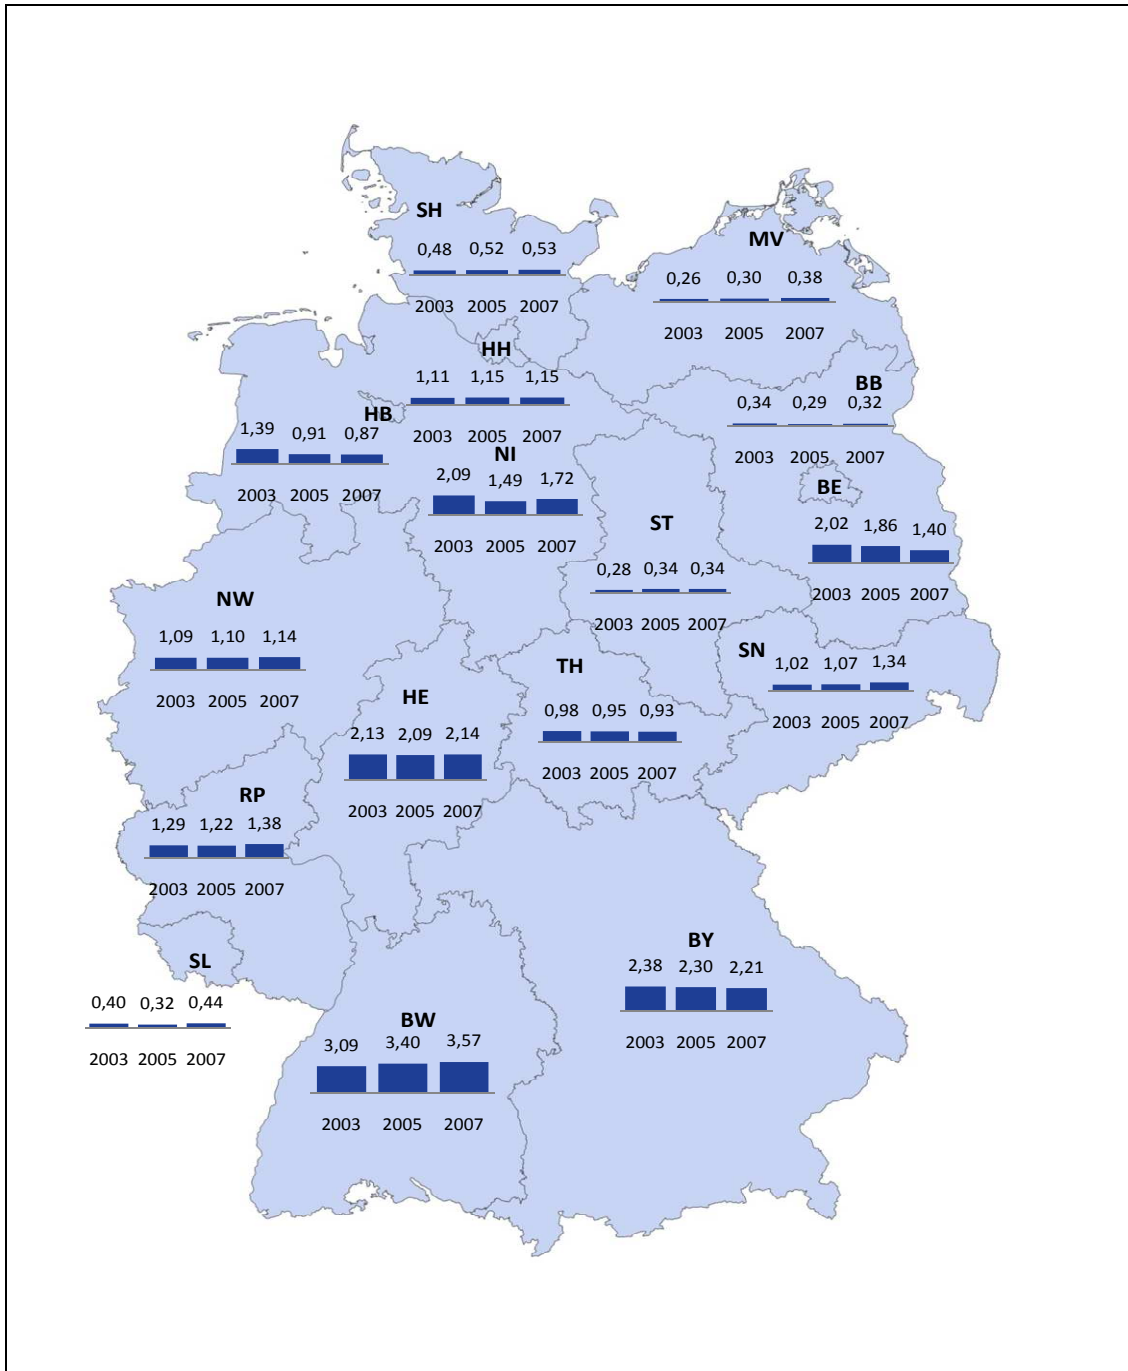 SH
0,48 0,52 0,53
2003 2005 2007
MV
0,26 0,30 0,38
2003 2005 2007
HH
1,11 1,15 1,15
2003 2005 2007
BB
0,34 0,29 0,32
2003 2005 2007
HB
1,39 0,91 0,87
2003 2005 2007
NI
2,09 1,49 1,72
2003 2005 2007
BE
2,02 1,86 1,40
2003 2005 2007
ST
0,28 0,34 0,34
2003 2005 2007
NW
1,09 1,10 1,14
2003 2005 2007
SN
1,02 1,07 1,34
2003 2005 2007
TH
0,98 0,95 0,93
2003 2005 2007
HE
2,13 2,09 2,14
2003 2005 2007
RP
1,29 1,22 1,38
2003 2005 2007
BY
2,38 2,30 2,21
2003 2005 2007
SL
0,40 0,32 0,44
2003 2005 2007
BW
3,09 3,40 3,57
2003 2005 2007